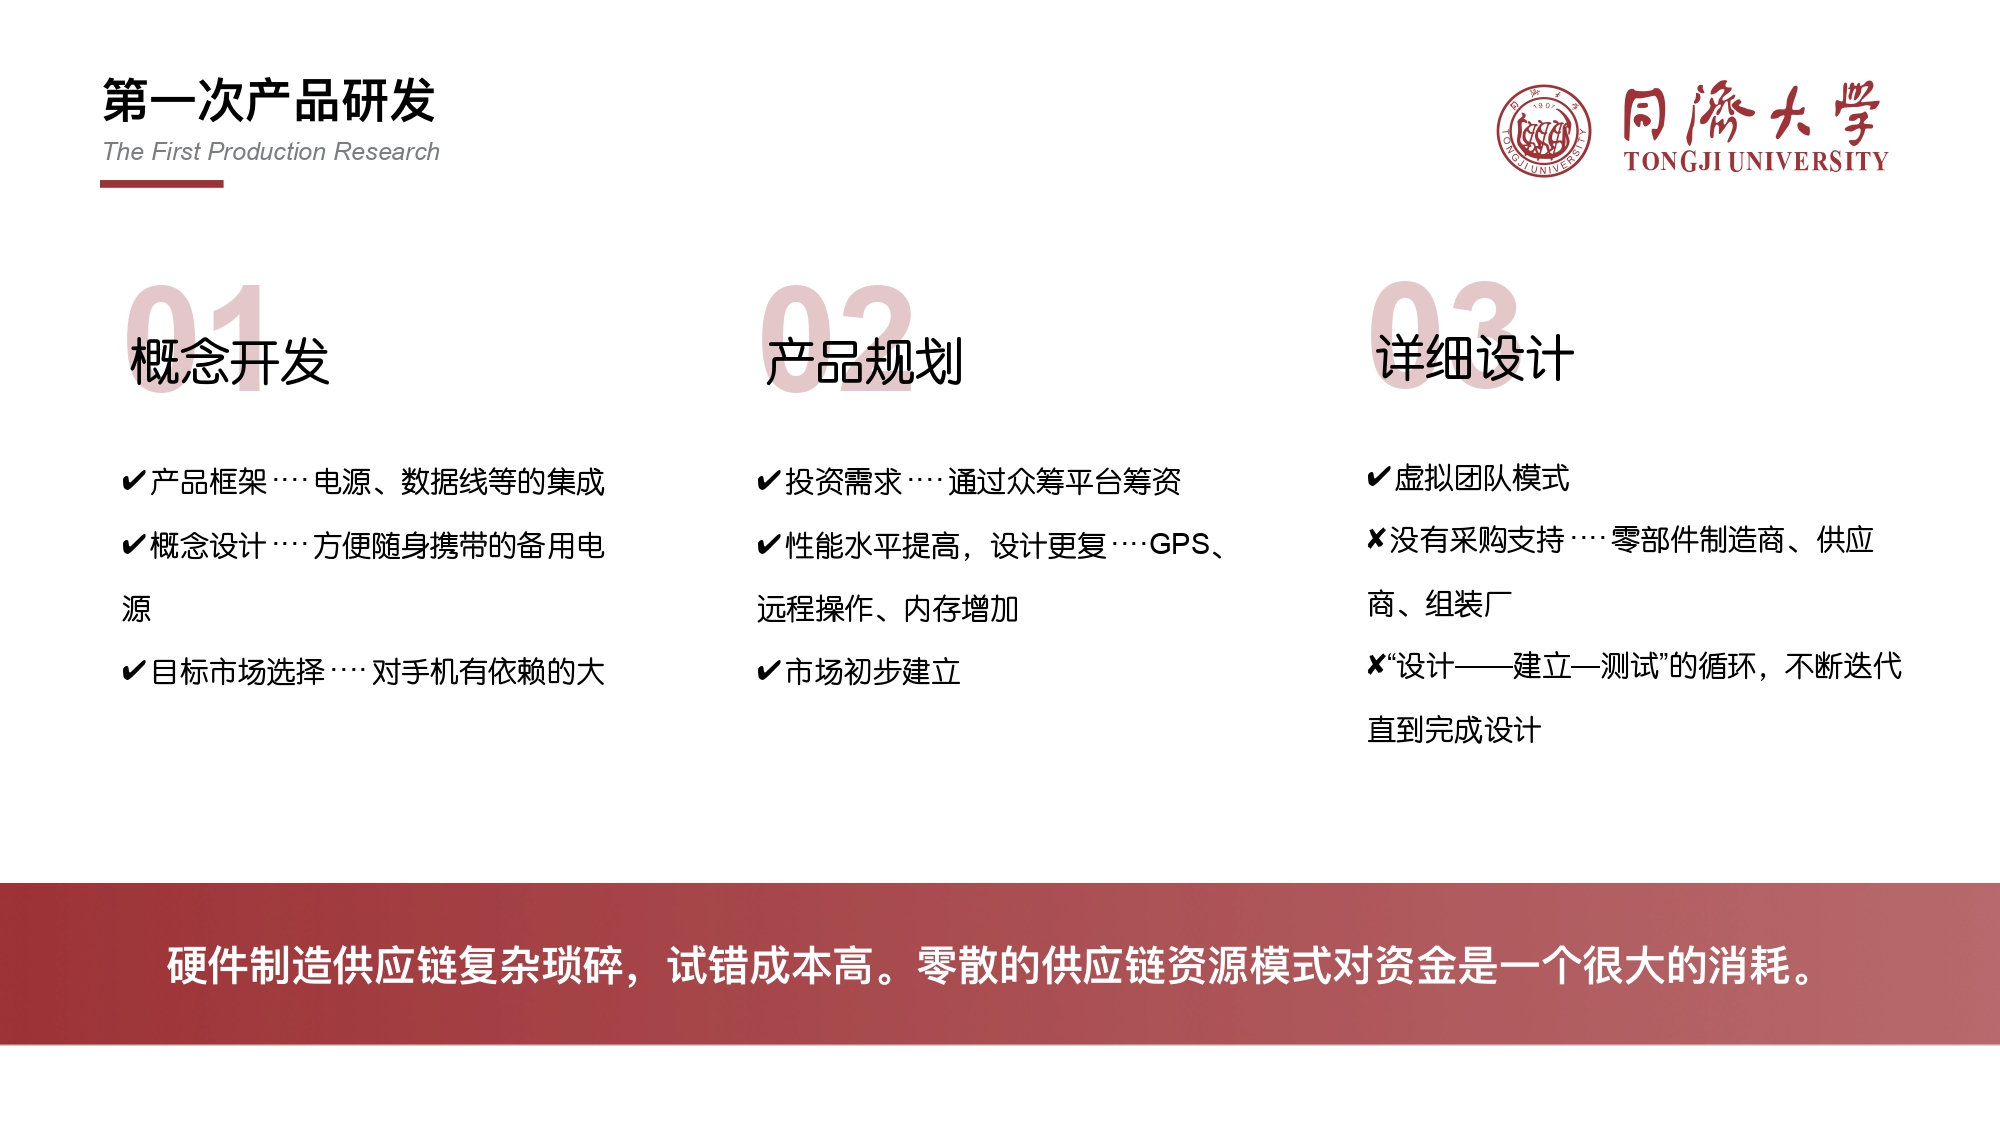 第一次产品研发
The First Production Research
同濟大学
TONGJI UNIVERSITY
同济大学
1907
TONGJI UNIVERSITY
01
概念开发
✔产品框架····电源、数据线等的集成
✔概念设计····方便随身携带的备用电
源
✔目标市场选择····对手机有依赖的大
02
产品规划
✔投资需求····通过众筹平台筹资
✔性能水平提高，设计更复····GPS、
远程操作、内存增加
✔市场初步建立
03
详细设计
✔虚拟团队模式
✘没有采购支持····零部件制造商、供应
商、组装厂
✘“设计——建立—测试”的循环，不断迭代
直到完成设计
硬件制造供应链复杂琐碎，试错成本高。零散的供应链资源模式对资金是一个很大的消耗。